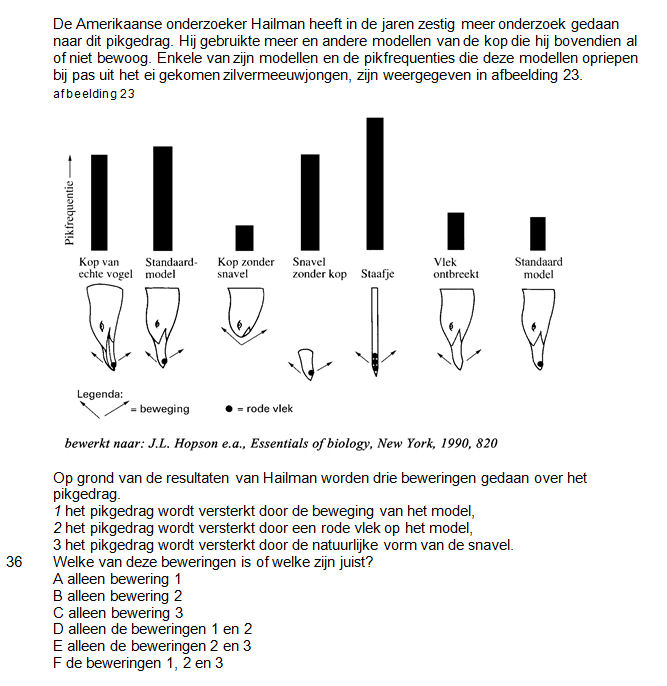 De Amerikaanse onderzoeker Hailman heeft in de jaren zestig meer onderzoek gedaan
naar dit pikgedrag. Hij gebruikte meer en andere modellen van de kop die hij bovendien al
of niet bewoog. Enkele van zijn modellen en de pikfrequenties die deze modellen opriepen
bij pas uit het ei gekomen zilvermeeuwjongen, zijn weergegeven in afbeelding 23.
afbeelding 23
Pikfrequentie
Kop van echte vogel
Standaard-model
Kop zonder snavel
Snavel zonder kop
Staafje
Vlek ontbreekt
Standaard model
Legenda:
= beweging
= rode vlek
bewerkt naar: J.L. Hopson e.a., Essentials of biology, New York, 1990, 820
Op grond van de resultaten van Hailman worden drie beweringen gedaan over het
pikgedrag.
1 het pikgedrag wordt versterkt door de beweging van het model,
2 het pikgedrag wordt versterkt door een rode vlek op het model,
3 het pikgedrag wordt versterkt door de natuurlijke vorm van de snavel.
36 Welke van deze beweringen is of welke zijn juist?
A alleen bewering 1
B alleen bewering 2
C alleen bewering 3
D alleen de beweringen 1 en 2
E alleen de beweringen 2 en 3
F de beweringen 1, 2 en 3